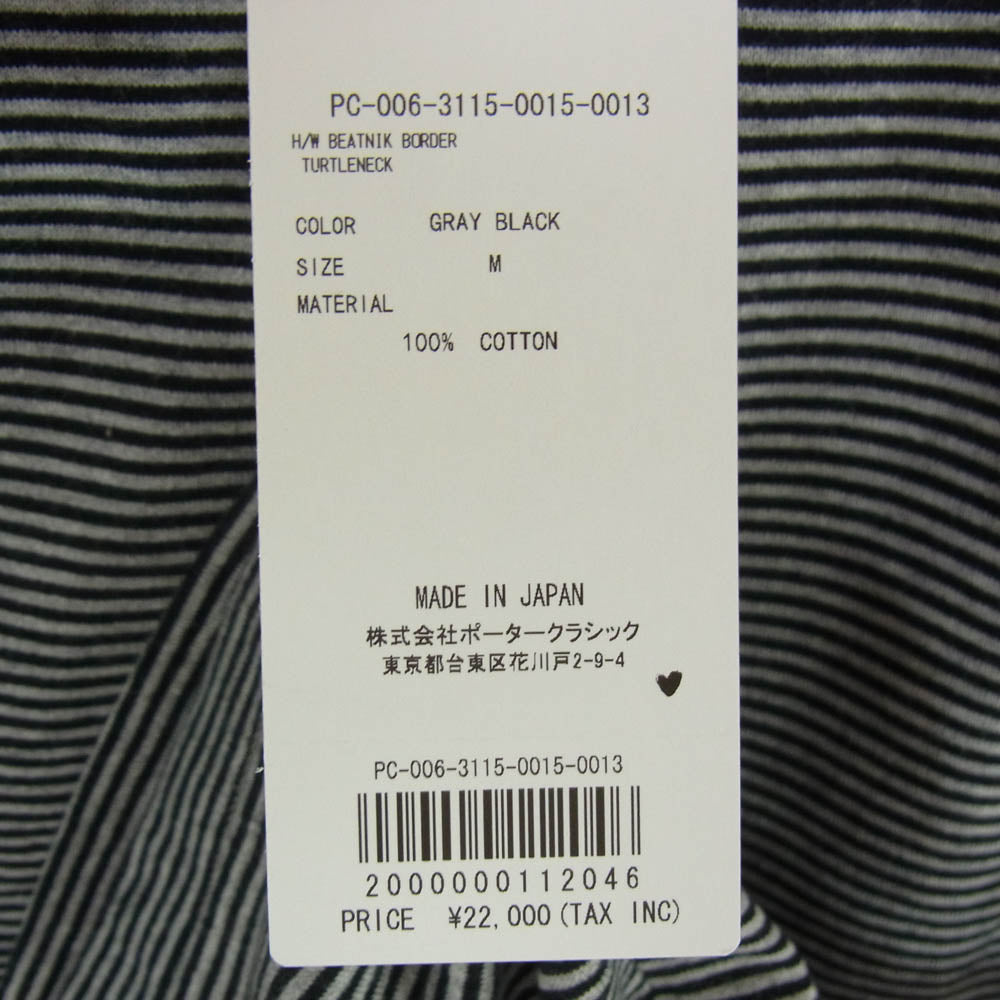 PC-006-3115-0015-0013
H/W BEATNIK BORDER
TURTLENECK
COLOR GRAY BLACK
SIZE M
MATERIAL
100% COTTON
MADE IN JAPAN
株式会社ポータークラシック
東京都台東区花川戸2-9-4
PC-006-3115-0015-0013
2000000112046
PRICE ¥22,000(TAX INC)